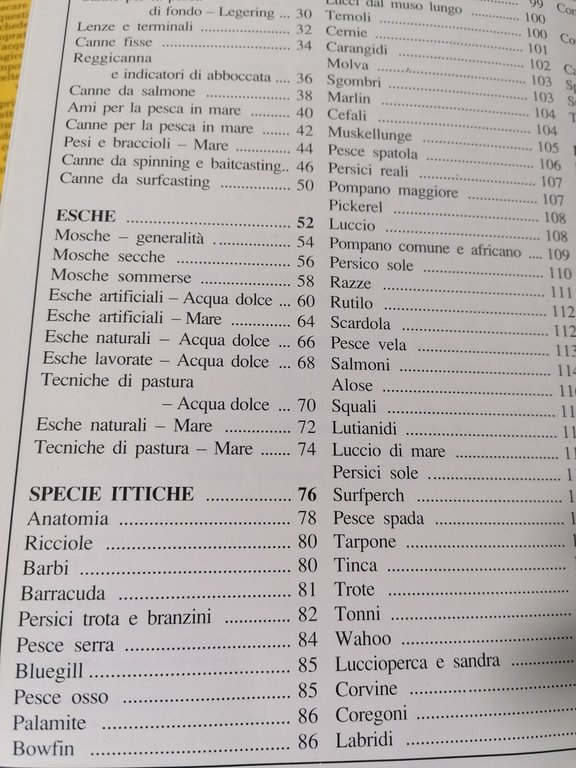 di fondo – Legering ... 30
Lenze e terminali ............... 32
Canne fisse ........................ 34
Reggicanna
e indicatori di abboccata .... 36
Canne da salmone ............... 38
Ami per la pesca in mare ........ 40
Canne per la pesca in mare ...... 42
Pesi e braccioli – Mare ............ 44
Canne da spinning e baitcasting.. 46
Canne da surfcasting .............. 50
ESCHE ................................ 52
Mosche – generalità ............... 54
Mosche secche ..................... 56
Mosche sommerse .................. 58
Esche artificiali – Acqua dolce ... 60
Esche artificiali – Mare ............ 64
Esche naturali – Acqua dolce ... 66
Esche lavorate – Acqua dolce ... 68
Tecniche di pastura
– Acqua dolce ... 70
Esche naturali – Mare ............ 72
Tecniche di pastura – Mare ....... 74
SPECIE ITTICHE .................. 76
Anatomia .............................. 78
Ricciole ................................ 80
Barbi ................................... 80
Barracuda ............................. 81
Persici trota e branzini ............. 82
Pesce serra ........................... 84
Bluegill ................................ 85
Pesce osso ............................ 85
Palamite ............................... 86
Bowfin ................................. 86
99
Lucci dal muso lungo ............ 100
Temoli .............................. 100
Cernie .............................. 101
Carangidi .......................... 102
Molva ............................... 103
Sgombri ............................ 103
Marlin .............................. 104
Cefali ............................... 104
Muskellunge ...................... 105
Pesce spatola ..................... 106
Persici reali ....................... 107
Pompano maggiore .............. 107
Pickerel ............................ 108
Luccio .............................. 108
Pompano comune e africano .... 109
Persico sole ....................... 110
Razze ............................... 111
Rutilo ............................... 112
Scardola ........................... 112
Pesce vela ......................... 113
Salmoni ............................
Alose ...............................
Squali ..............................
Lutianidi ...........................
Luccio di mare ...................
Persici sole .......................
Surfperch ..........................
Pesce spada .......................
Tarpone ............................
Tinca ...............................
Trote ................................
Tonni ...............................
Wahoo ..............................
Luccioperca e sandra ............
Corvine ............................
Coregoni ...........................
Labridi .............................